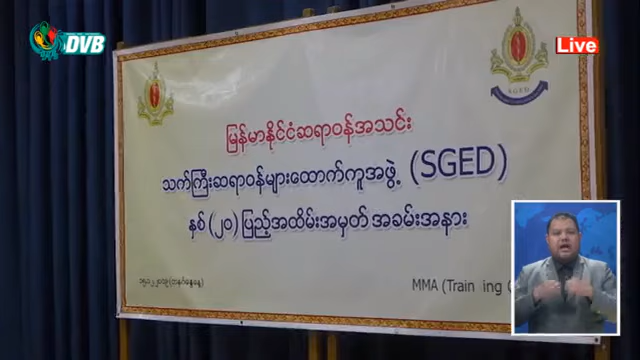 DVB
Live
SGED
မြန်မာနိုင်ငံဆရာဝန်အသင်း
သက်ကြီးဆရာဝန်များထောက်ကူအဖွဲ့ (SGED)
နှစ် (၂၀) ပြည့်အထိမ်းအမှတ် အခမ်းအနား
MMA (Train ing